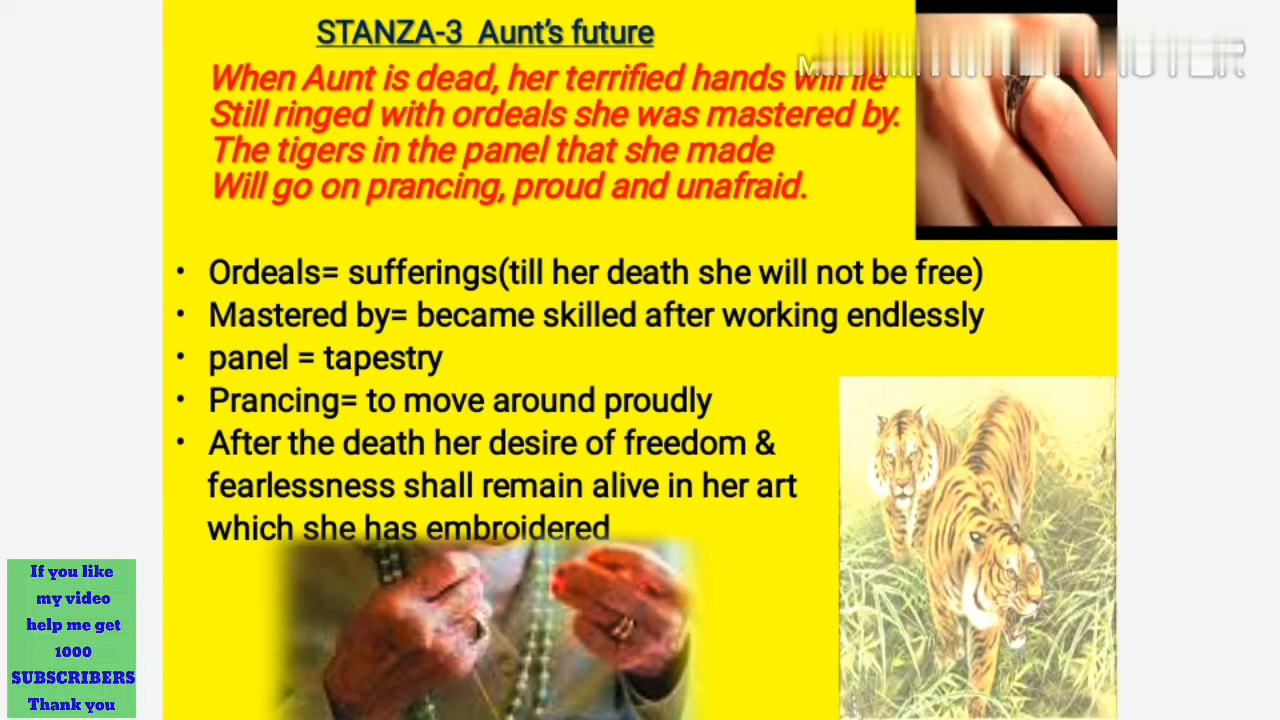 STANZA-3 Aunt's future
When Aunt is dead, her terrified hands will lie
Still ringed with ordeals she was mastered by.
The tigers in the panel that she made
Will go on prancing, proud and unafraid.
• Ordeals= sufferings(till her death she will not be free)
• Mastered by= became skilled after working endlessly
• panel = tapestry
• Prancing= to move around proudly
• After the death her desire of freedom &
fearlessness shall remain alive in her art
which she has embroidered
If you like
my video
help me get
1000
SUBSCRIBERS
Thank you